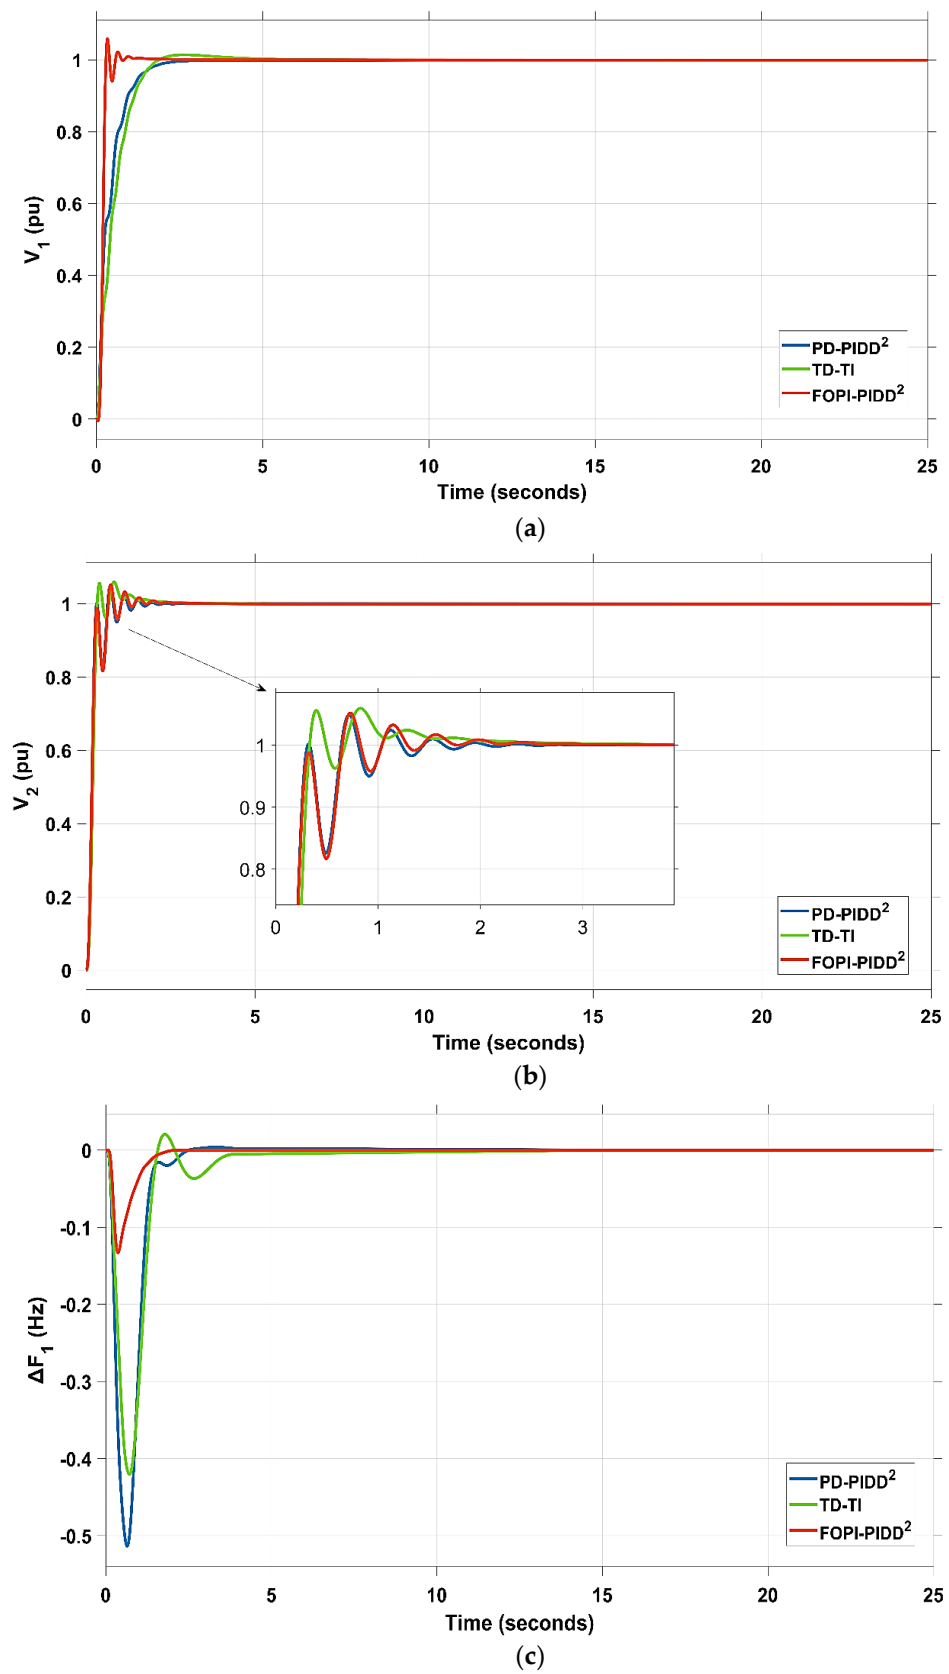 1
0.8
0.6
0.4
0.2
0
V1 (pu)
PD-PIDD2
TD-TI
FOPI-PIDD2
0 5 10 15 20 25
Time (seconds)
(a)
1
0.8
0.6
0.4
0.2
0
V2 (pu)
1
0.9
0.8
0 1 2 3
PD-PIDD2
TD-TI
FOPI-PIDD2
0 5 10 15 20 25
Time (seconds)
(b)
0
-0.1
-0.2
-0.3
-0.4
-0.5
ΔF1 (Hz)
PD-PIDD2
TD-TI
FOPI-PIDD2
0 5 10 15 20 25
Time (seconds)
(c)